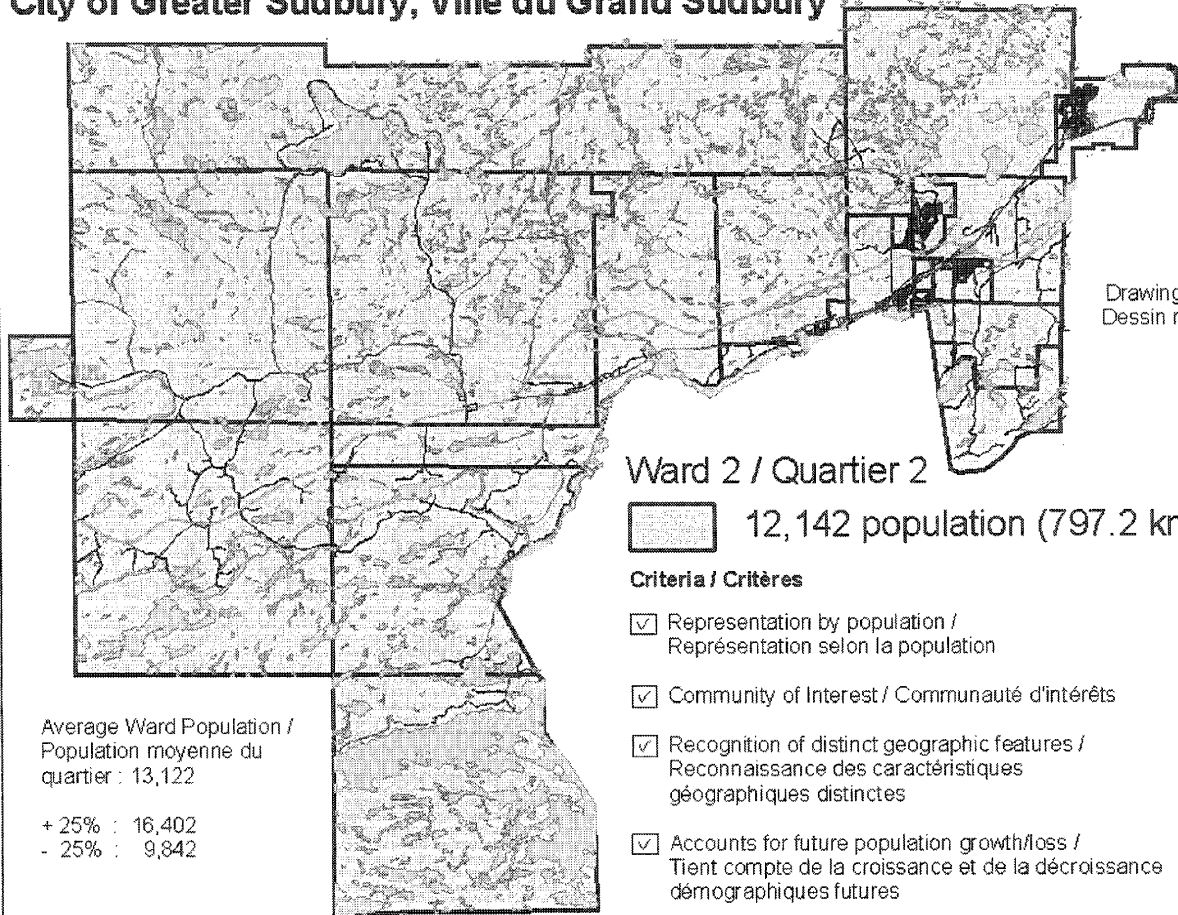 City of Greater Sudbury, Ville du Grand Sudbury
Drawing
Dessin r
Ward 2 / Quartier 2
12,142 population (797.2 km
Criteria / Critères
Representation by population /
Représentation selon la population
Community of Interest / Communauté d'intérêts
Recognition of distinct geographic features /
Reconnaissance des caractéristiques
géographiques distinctes
Accounts for future population growth/loss /
Tient compte de la croissance et de la décroissance
démographiques futures
Average Ward Population /
Population moyenne du
quartier : 13,122
+ 25% : 16,402
- 25% : 9,842